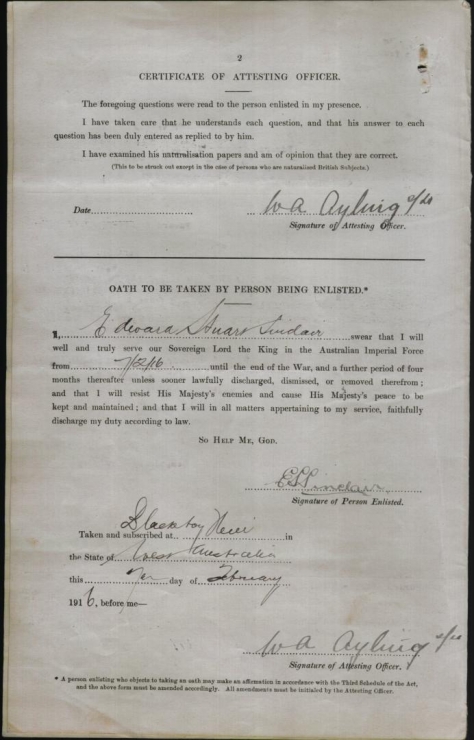 2
CERTIFICATE OF ATTESTING OFFICER.
The foregoing questions were read to the person enlisted in my presence.
I have taken care that he understands each question, and that his answer to each
question has been duly entered as replied to by him.
I have examined his naturalisation papers and am of opinion that they are correct.
(This to be struck out except in the case of persons who are naturalized British Subjects.)
Date
W A Ayling
Signature of Attesting Officer.
OATH TO BE TAKEN BY PERSON BEING ENLISTED.*
I, Edward Stuart Sinclair swear that I will
well and truly serve our Sovereign Lord the King in the Australian Imperial Force
from 7/2/16 until the end of the War, and a further period of four
months thereafter unless sooner lawfully discharged, dismissed, or removed therefrom;
and that I will resist His Majesty's enemies and cause His Majesty's peace to be
kept and maintained; and that I will in all matters appertaining to my service, faithfully
discharge my duty according to law.
SO HELP ME, GOD.
ESSinclair
Signature of Person Enlisted.
Taken and subscribed at Blackboy Hill in
the State of West Australia
this day of February
1916, before me—
W A Ayling
Signature of Attesting Officer.
* A person enlisting who objects to taking an oath may make an affirmation in accordance with the Third Schedule of the Act,
and the above form must be amended accordingly. All amendments must be initialed by the Attesting Officer.